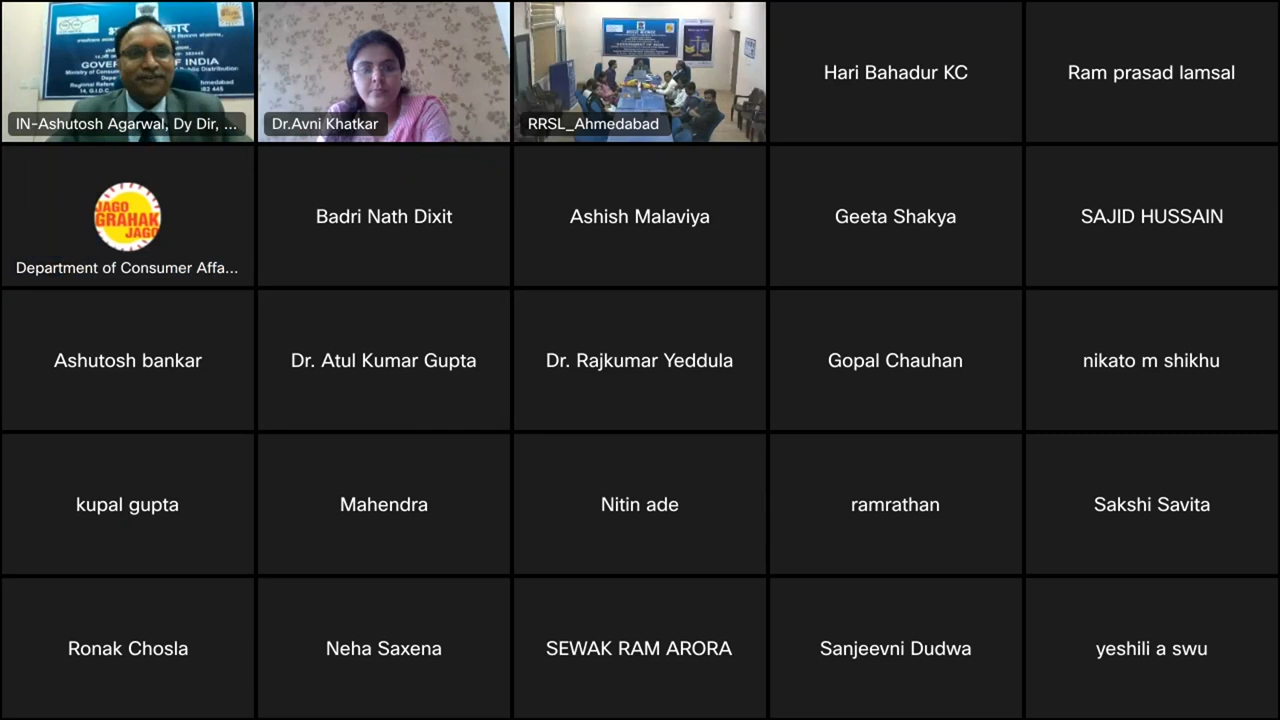 GOVERNMENT OF INDIA
IN-Ashutosh Agarwal, Dy Dir, ...
Dr.Avni Khatkar
RRSL_Ahmedabad
Hari Bahadur KC
Ram prasad lamsal
JAGO
GRAHAK
JAGO
Department of Consumer Affa...
Badri Nath Dixit
Ashish Malaviya
Geeta Shakya
SAJID HUSSAIN
Ashutosh bankar
Dr. Atul Kumar Gupta
Dr. Rajkumar Yeddula
Gopal Chauhan
nikato m shikhu
kupal gupta
Mahendra
Nitin ade
ramrathan
Sakshi Savita
Ronak Chosla
Neha Saxena
SEWAK RAM ARORA
Sanjeevni Dudwa
yeshili a swu